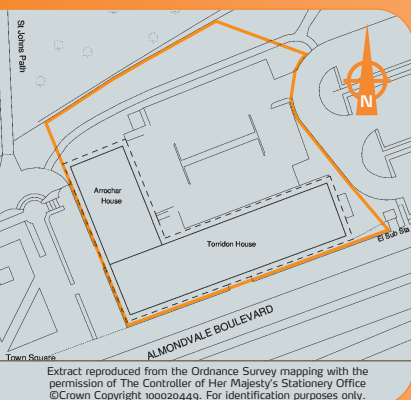 St Johns Path
N
Arrochar
House
Torridon House
El Sub Sta
ALMONDVALE BOULEVARD
Town Square
Extract reproduced from the Ordnance Survey mapping with the
permission of The Controller of Her Majesty's Stationery Office
©Crown Copyright 100020449. For identification purposes only.